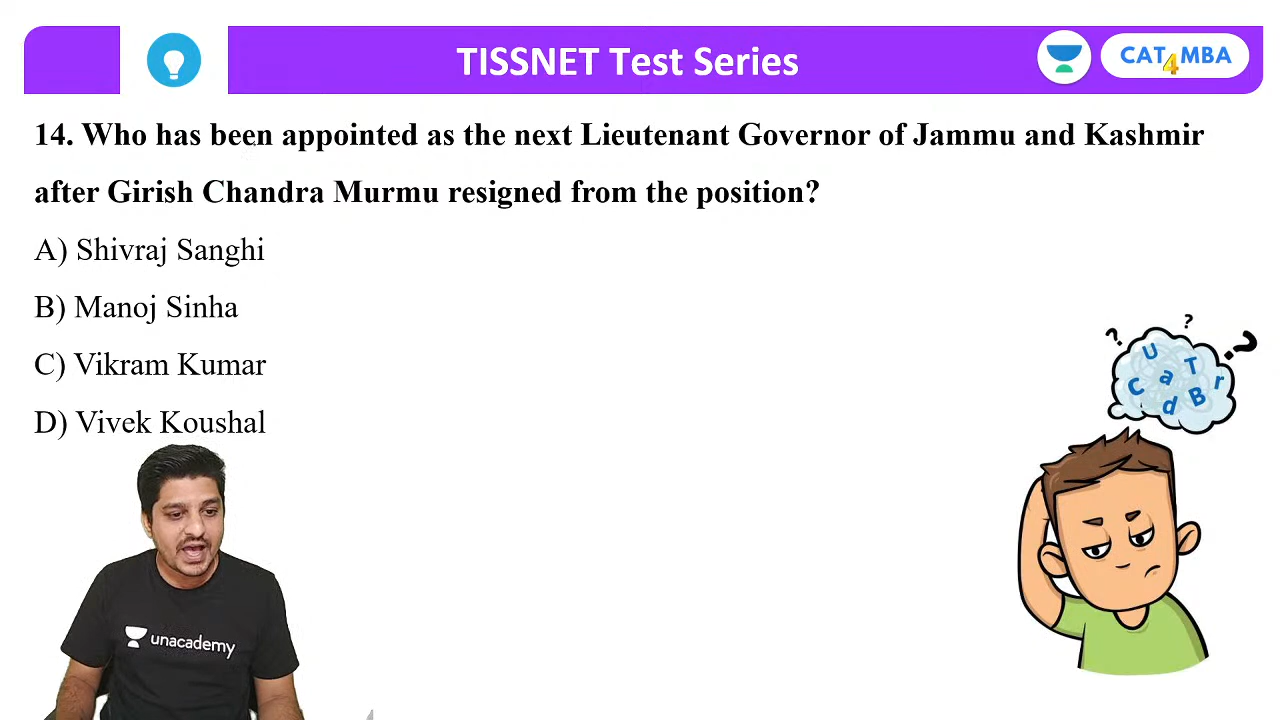 TISSNET Test Series
CAT4MBA
14. Who has been appointed as the next Lieutenant Governor of Jammu and Kashmir
after Girish Chandra Murmu resigned from the position?
A) Shivraj Sanghi
B) Manoj Sinha
C) Vikram Kumar
D) Vivek Koushal
? ? ?
U T
C a r
d B
unacademy